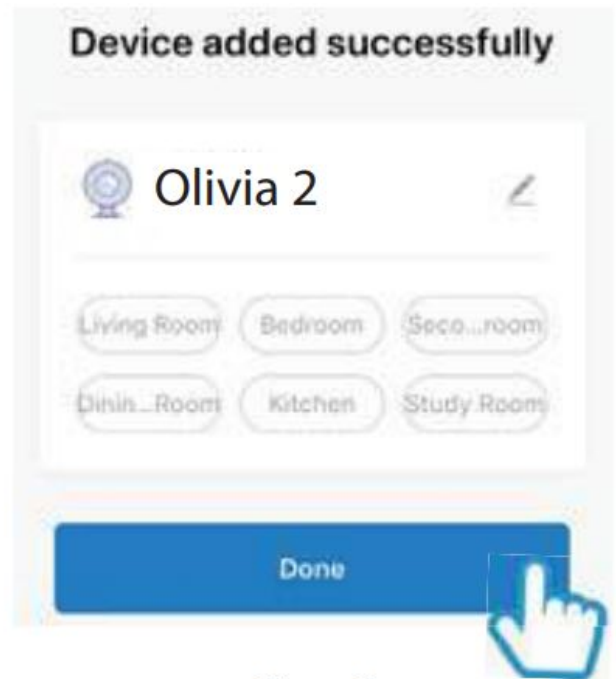 Device added successfully
Olivia 2
Living Room Bedroom Seco...room
Dinin...Room Kitchen Study Room
Done